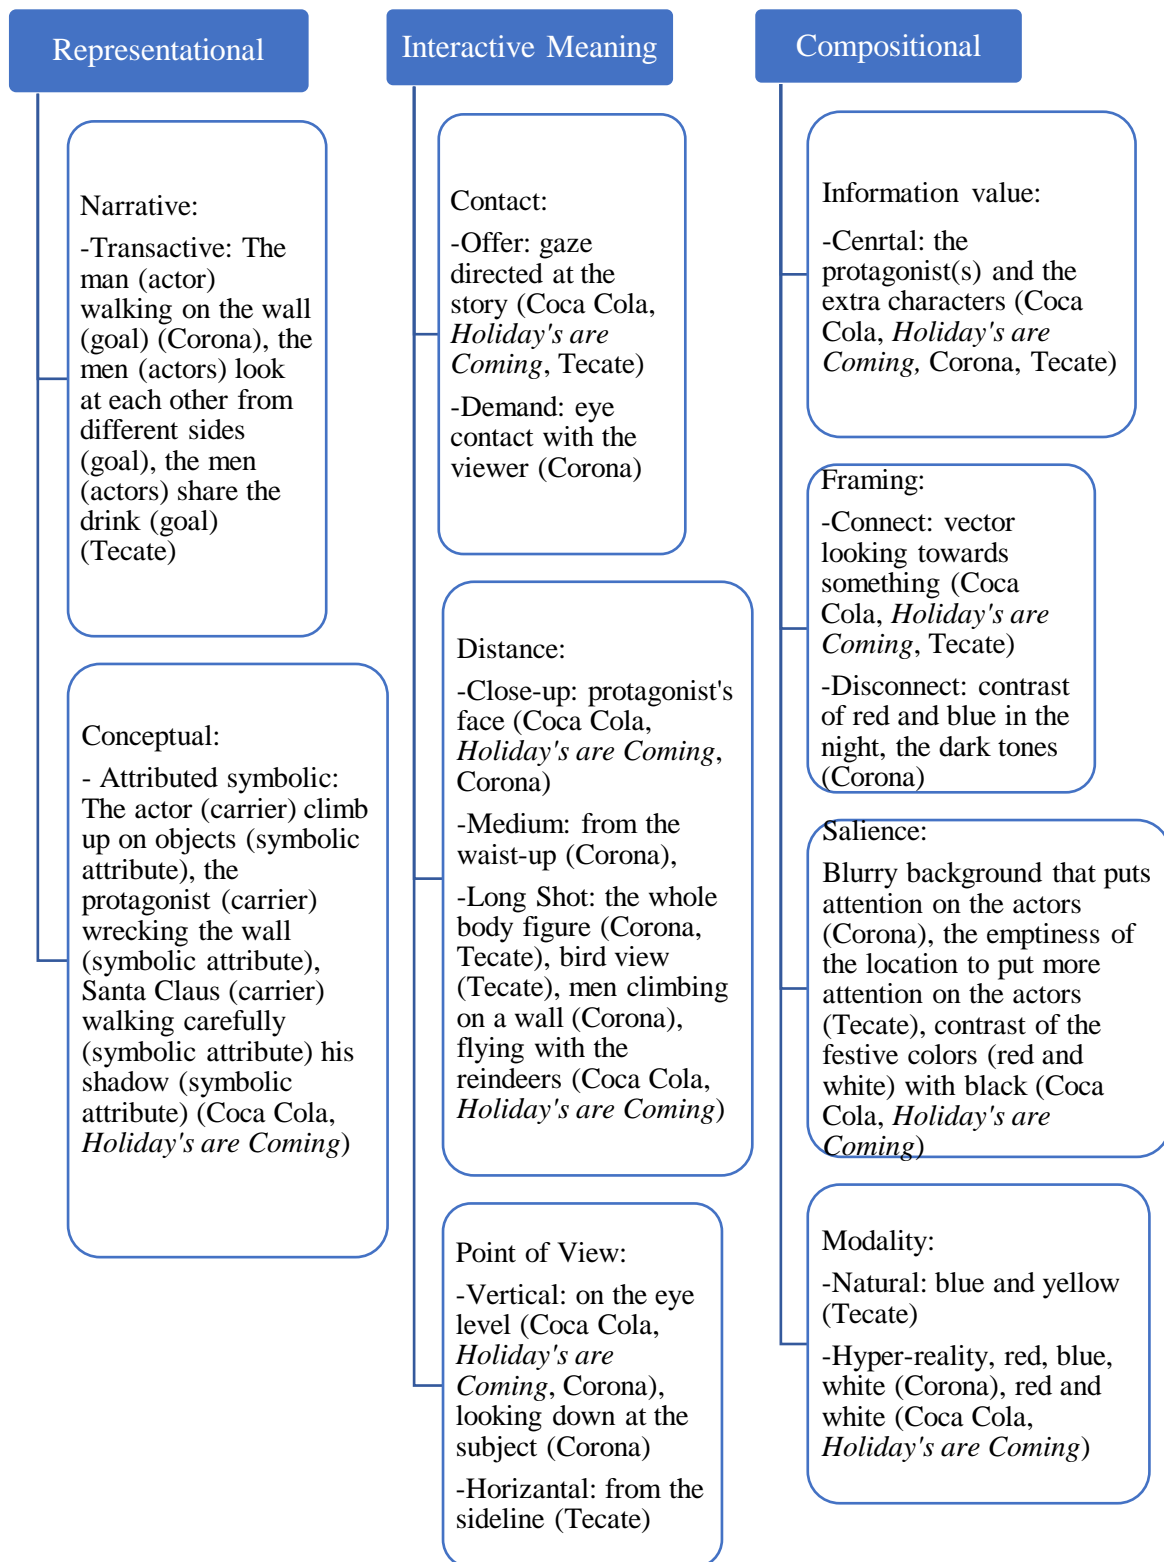 Representational
Narrative:
-Transactive: The
man (actor)
walking on the wall
(goal) (Corona), the
men (actors) look
at each other from
different sides
(goal), the men
(actors) share the
drink (goal)
(Tecate)
Conceptual:
- Attributed symbolic:
The actor (carrier) climb
up on objects (symbolic
attribute), the
protagonist (carrier)
wrecking the wall
(symbolic attribute),
Santa Claus (carrier)
walking carefully
(symbolic attribute) his
shadow (symbolic
attribute) (Coca Cola,
Holiday's are Coming)
Interactive Meaning
Contact:
-Offer: gaze
directed at the
story (Coca Cola,
Holiday's are
Coming, Tecate)
-Demand: eye
contact with the
viewer (Corona)
Distance:
-Close-up: protagonist's
face (Coca Cola,
Holiday's are Coming,
Corona)
-Medium: from the
waist-up (Corona),
-Long Shot: the whole
body figure (Corona,
Tecate), bird view
(Tecate), men climbing
on a wall (Corona),
flying with the
reindeers (Coca Cola,
Holiday's are Coming)
Point of View:
-Vertical: on the eye
level (Coca Cola,
Holiday's are
Coming, Corona),
looking down at the
subject (Corona)
-Horizantal: from the
sideline (Tecate)
Compositional
Information value:
-Cenrtal: the
protagonist(s) and the
extra characters (Coca
Cola, Holiday's are
Coming, Corona, Tecate)
Framing:
-Connect: vector
looking towards
something (Coca
Cola, Holiday's are
Coming, Tecate)
-Disconnect: contrast
of red and blue in the
night, the dark tones
(Corona)
Salience:
Blurry background that puts
attention on the actors
(Corona), the emptiness of
the location to put more
attention on the actors
(Tecate), contrast of the
festive colors (red and
white) with black (Coca
Cola, Holiday's are
Coming)
Modality:
-Natural: blue and yellow
(Tecate)
-Hyper-reality, red, blue,
white (Corona), red and
white (Coca Cola,
Holiday's are Coming)